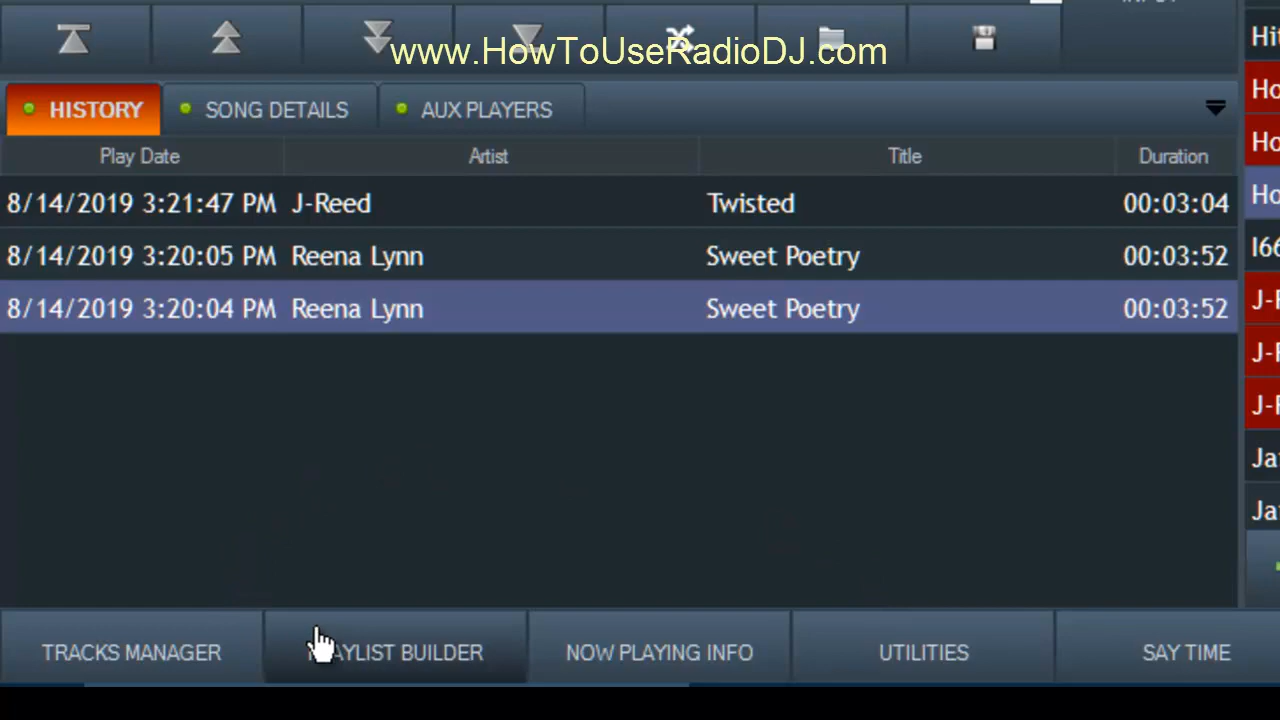 www.HowToUseRadioDJ.com
HISTORY
SONG DETAILS
AUX PLAYERS
Play Date Artist Title Duration
8/14/2019 3:21:47 PM J-Reed Twisted 00:03:04
8/14/2019 3:20:05 PM Reena Lynn Sweet Poetry 00:03:52
8/14/2019 3:20:04 PM Reena Lynn Sweet Poetry 00:03:52
TRACKS MANAGER
PLAYLIST BUILDER
NOW PLAYING INFO
UTILITIES
SAY TIME